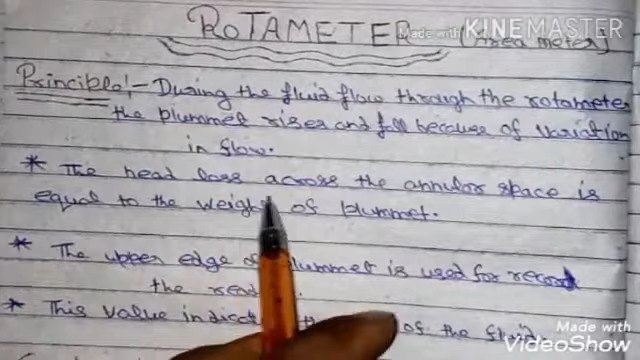 ROTAMETER (Area meter)
Made with KINEMASTER
Principle:- During the fluid flow through the rotameter
the plummet rises and fall because of variation
in flow.
* The head loss across the annular space is
equal to the weight of plummet.
* The upper edge of plummet is used for record
the
* This value of the fluid
Made with
VideoShow